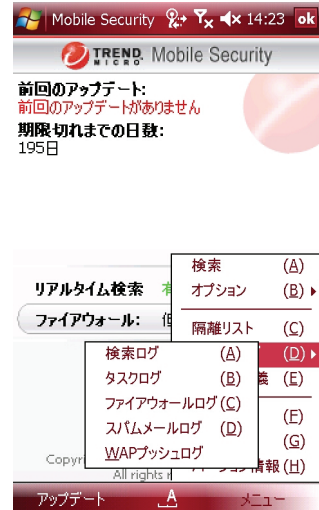 Mobile Security 14:23 ok
TREND MICRO Mobile Security
前回のアップデート:
前回のアップデートがありません
期限切れまでの日数:
195日
検索 (A)
リアルタイム検索
オプション (B)
ファイアウォール:
隔離リスト (C)
検索ログ (A)
(D)
タスクログ (B)
義 (E)
ファイアウォールログ (C)
(F)
スパムメールログ (D)
(G)
WAPプッシュログ
情報 (H)
Copyri
All rights r
アップデート A メニュー